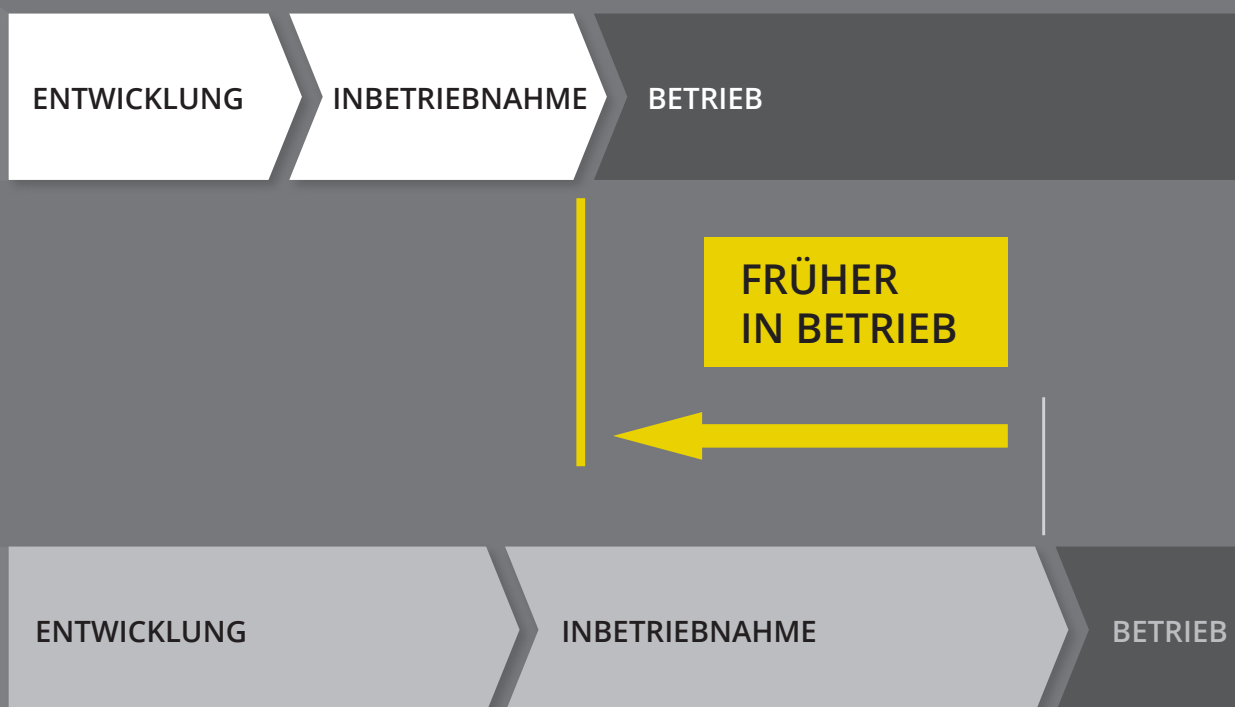 ENTWICKLUNG
INBETRIEBNAHME
BETRIEB
FRÜHER
IN BETRIEB
ENTWICKLUNG
INBETRIEBNAHME
BETRIEB